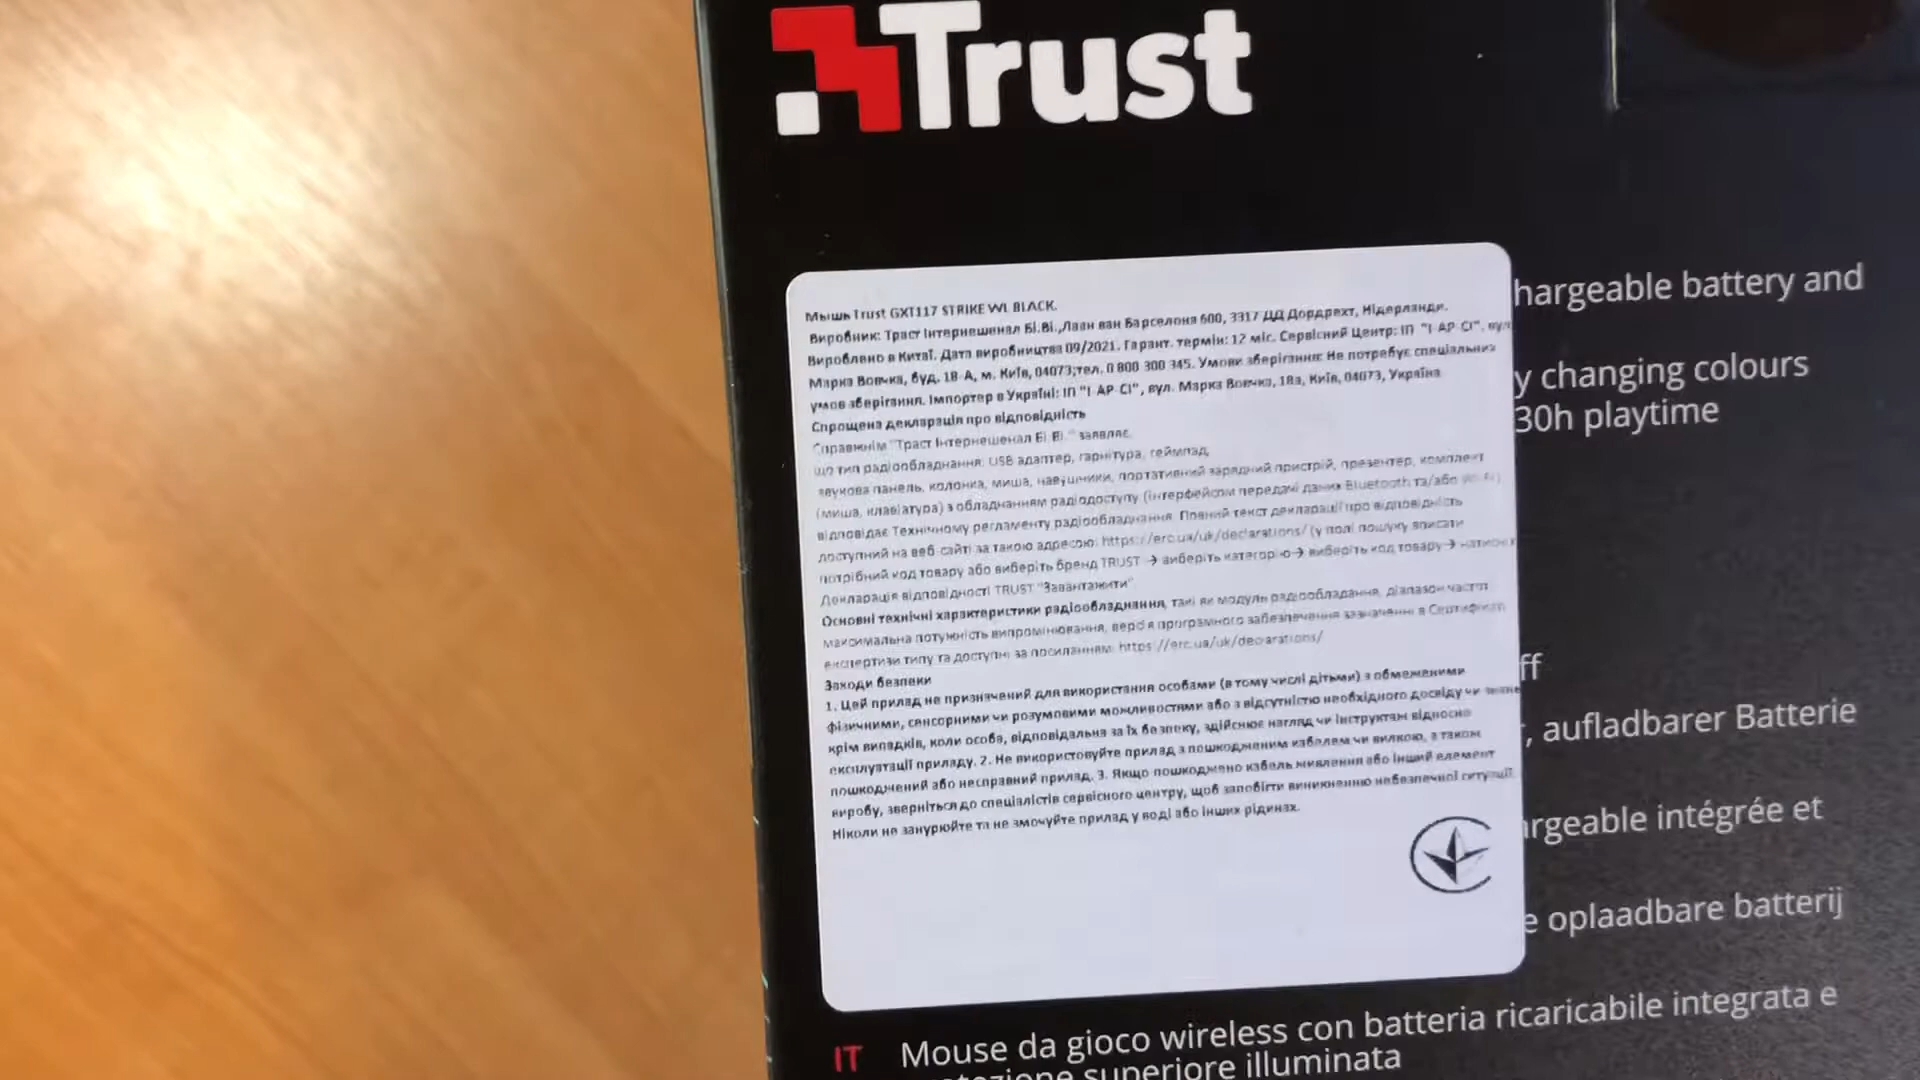 Trust
Мышь Trust GXT117 STRIKE WL BLACK.
Виробник: Траст Інтернешенал Бі.Ві.,Лаан ван Барселона 600, 3317 ДД Дордрехт, Нідерланди.
Вироблено в Китаї. Дата виробництва 09/2021. Гарант. термін: 12 міс. Сервісний Центр: ІП "І-АР-СІ", вул
Марка Вовчка, буд. 18-А, м. Київ, 04073;тел. 0 800 300 345. Умови зберігання: Не потребує спеціальних
умов зберігання. Імпортер в Україні: ІП "І-АР-СІ", вул. Марка Вовчка, 18а, Київ, 04073, Україна
Спрощена декларація про відповідність
Справжнім "Траст Інтернешенал Бі.Ві." заявляє,
що тип радіообладнання: USB адаптер, гарнітура, геймпад,
звукова панель, колонка, миша, навушники, портативний зарядний пристрій, презентер, комплект
(миша, клавіатура) з обладнанням радіодоступу (інтерфейсом передачі даних Bluetooth та/або Wi-Fi)
відповідає Технічному регламенту радіообладнання. Повний текст декларації про відповідність
доступний на веб-сайті за такою адресою: https://erc.ua/uk/declarations/ (у полі пошуку вписати
потрібний код товару або виберіть бренд TRUST → виберіть категорію→ виберіть код товару→
Декларація відповідності TRUST "Завантажити"
Основні технічні характеристики радіообладнання, такі як модуль радіообладнання, діапазон частот
максимальна потужність випромінювання, версія програмного забезпечення зазначенні в Сертифікаті
експертизи типу та доступні за посиланням: https://erc.ua/uk/declarations/
Заходи безпеки
1. Цей прилад не призначений для використання особами (в тому числі дітьми) з обмеженими
фізичними, сенсорними чи розумовими можливостями або з відсутністю необхідного досвіду чи знань
крім випадків, коли особа, відповідальна за їх безпеку, здійснює нагляд чи інструктаж відносно
експлуатації приладу. 2. Не використовуйте прилад з пошкодженим кабелем чи вилкою, а також
пошкоджений або несправний прилад. 3. Якщо пошкоджено кабель живлення або інший елемент
виробу, зверніться до спеціалістів сервісного центру, щоб запобігти виникненню небезпечної ситуації.
Ніколи не занурюйте та не змочуйте прилад у воді або інших рідинах.
hargeable battery and
y changing colours
30h playtime
ff
, aufladbarer Batterie
rgeable intégrée et
e oplaadbare batterij
IT Mouse da gioco wireless con batteria ricaricabile integrata e
superiore illuminata